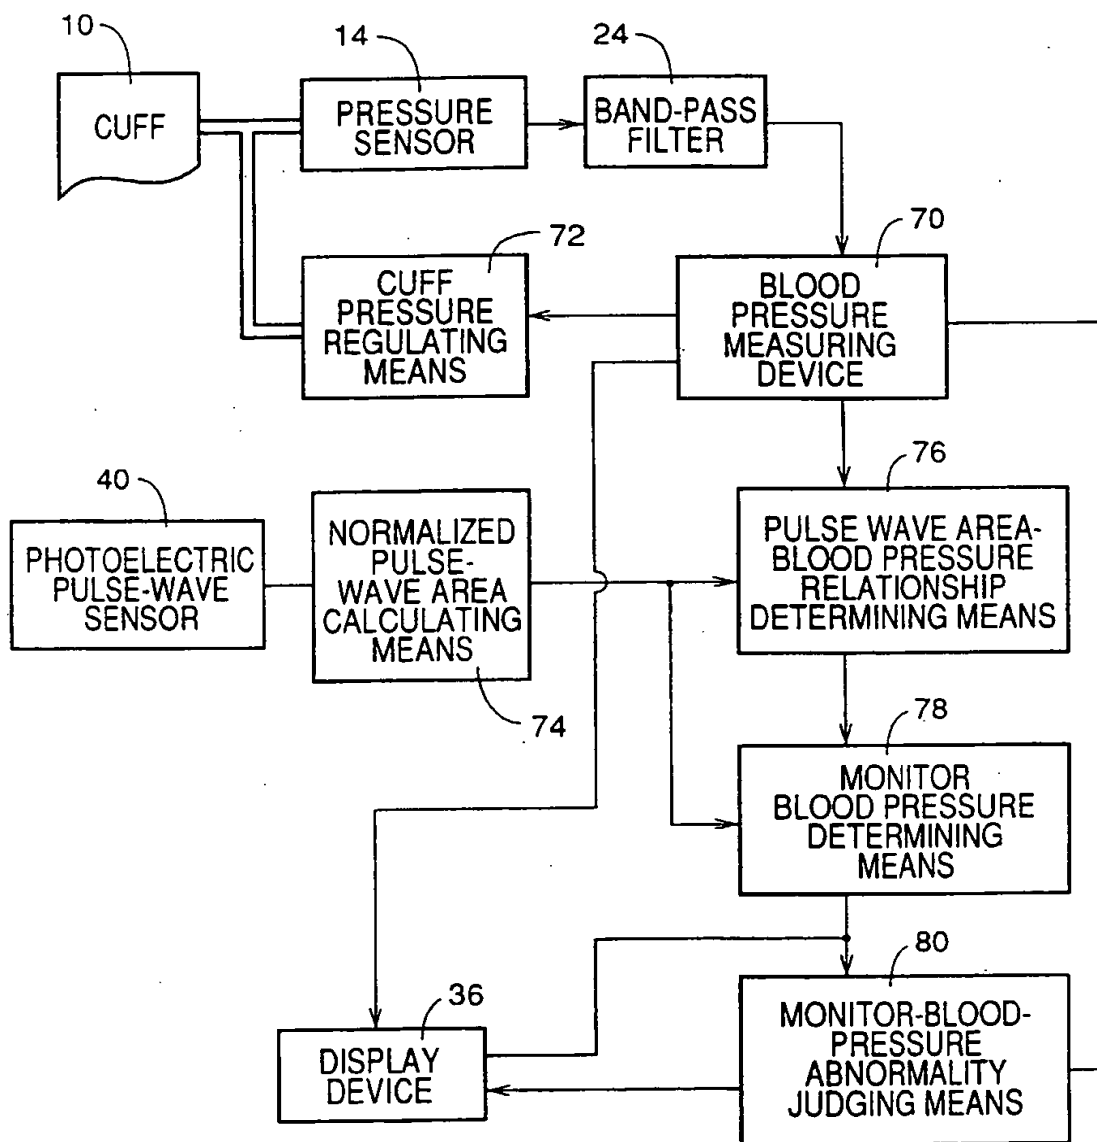 10
14
24
CUFF
PRESSURE
SENSOR
BAND-PASS
FILTER
72
70
CUFF
PRESSURE
REGULATING
MEANS
BLOOD
PRESSURE
MEASURING
DEVICE
40
76
PHOTOELECTRIC
PULSE-WAVE
SENSOR
NORMALIZED
PULSE-
WAVE AREA
CALCULATING
MEANS
PULSE WAVE AREA-
BLOOD PRESSURE
RELATIONSHIP
DETERMINING MEANS
74
78
MONITOR
BLOOD PRESSURE
DETERMINING
MEANS
36
80
DISPLAY
DEVICE
MONITOR-BLOOD-
PRESSURE
ABNORMALITY
JUDGING MEANS